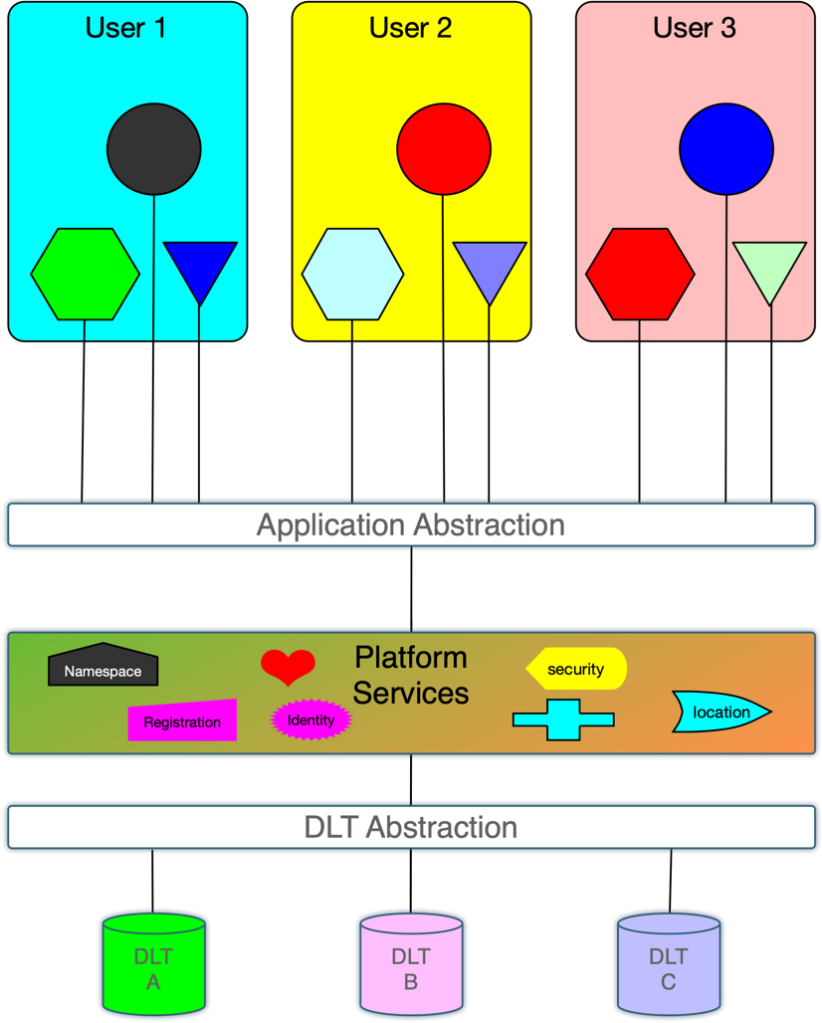 User 1
User 2
User 3
Application Abstraction
Platform
Services
Namespace
security
Registration
Identity
location
DLT Abstraction
DLT
A
DLT
B
DLT
C